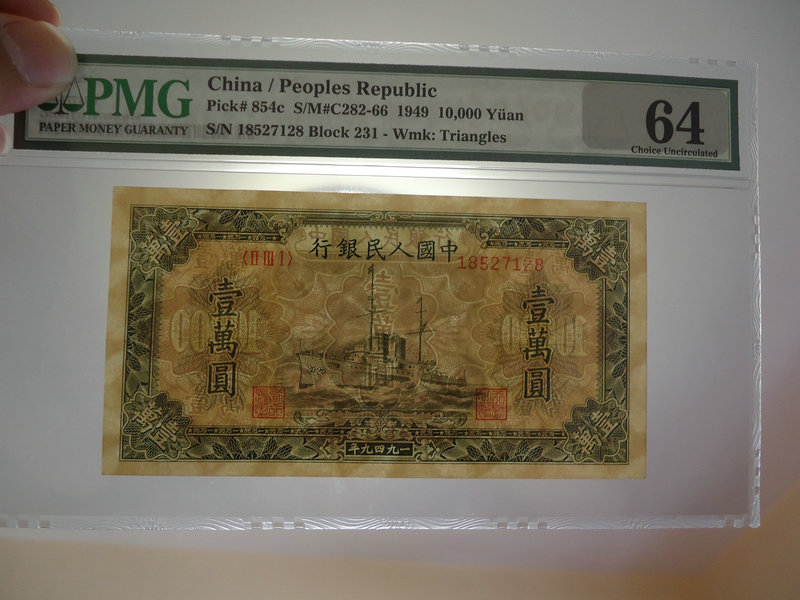 PMG
PAPER MONEY GUARANTY
China / Peoples Republic
Pick# 854c S/M#C282-66 1949 10,000 Yüan
S/N 18527128 Block 231 - Wmk: Triangles
64
Choice Uncirculated
壹萬
壹萬
行銀民人國中
〈II III I〉
18527128
壹萬圓
壹萬圓
壹萬
壹萬
年九四九一